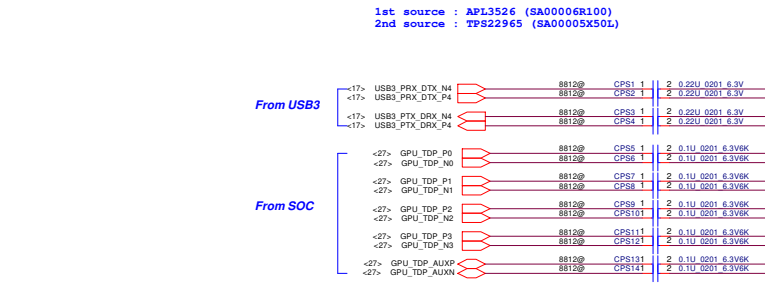 1st source : APL3526 (SA00006R100)
2nd source : TPS22965 (SA00005X50L)
From USB3
<17> USB3_PRX_DTX_N4 8812@ CPS1 1 2 0.22U_0201_6.3V
<17> USB3_PRX_DTX_P4 8812@ CPS2 1 2 0.22U_0201_6.3V
<17> USB3_PTX_DRX_N4 8812@ CPS3 1 2 0.22U_0201_6.3V
<17> USB3_PTX_DRX_P4 8812@ CPS4 1 2 0.22U_0201_6.3V
From SOC
<27> GPU_TDP_P0 8812@ CPS5 1 2 0.1U_0201_6.3V6K
<27> GPU_TDP_N0 8812@ CPS6 1 2 0.1U_0201_6.3V6K
<27> GPU_TDP_P1 8812@ CPS7 1 2 0.1U_0201_6.3V6K
<27> GPU_TDP_N1 8812@ CPS8 1 2 0.1U_0201_6.3V6K
<27> GPU_TDP_P2 8812@ CPS9 1 2 0.1U_0201_6.3V6K
<27> GPU_TDP_N2 8812@ CPS10 1 2 0.1U_0201_6.3V6K
<27> GPU_TDP_P3 8812@ CPS11 1 2 0.1U_0201_6.3V6K
<27> GPU_TDP_N3 8812@ CPS12 1 2 0.1U_0201_6.3V6K
<27> GPU_TDP_AUXP 8812@ CPS13 1 2 0.1U_0201_6.3V6K
<27> GPU_TDP_AUXN 8812@ CPS14 1 2 0.1U_0201_6.3V6K